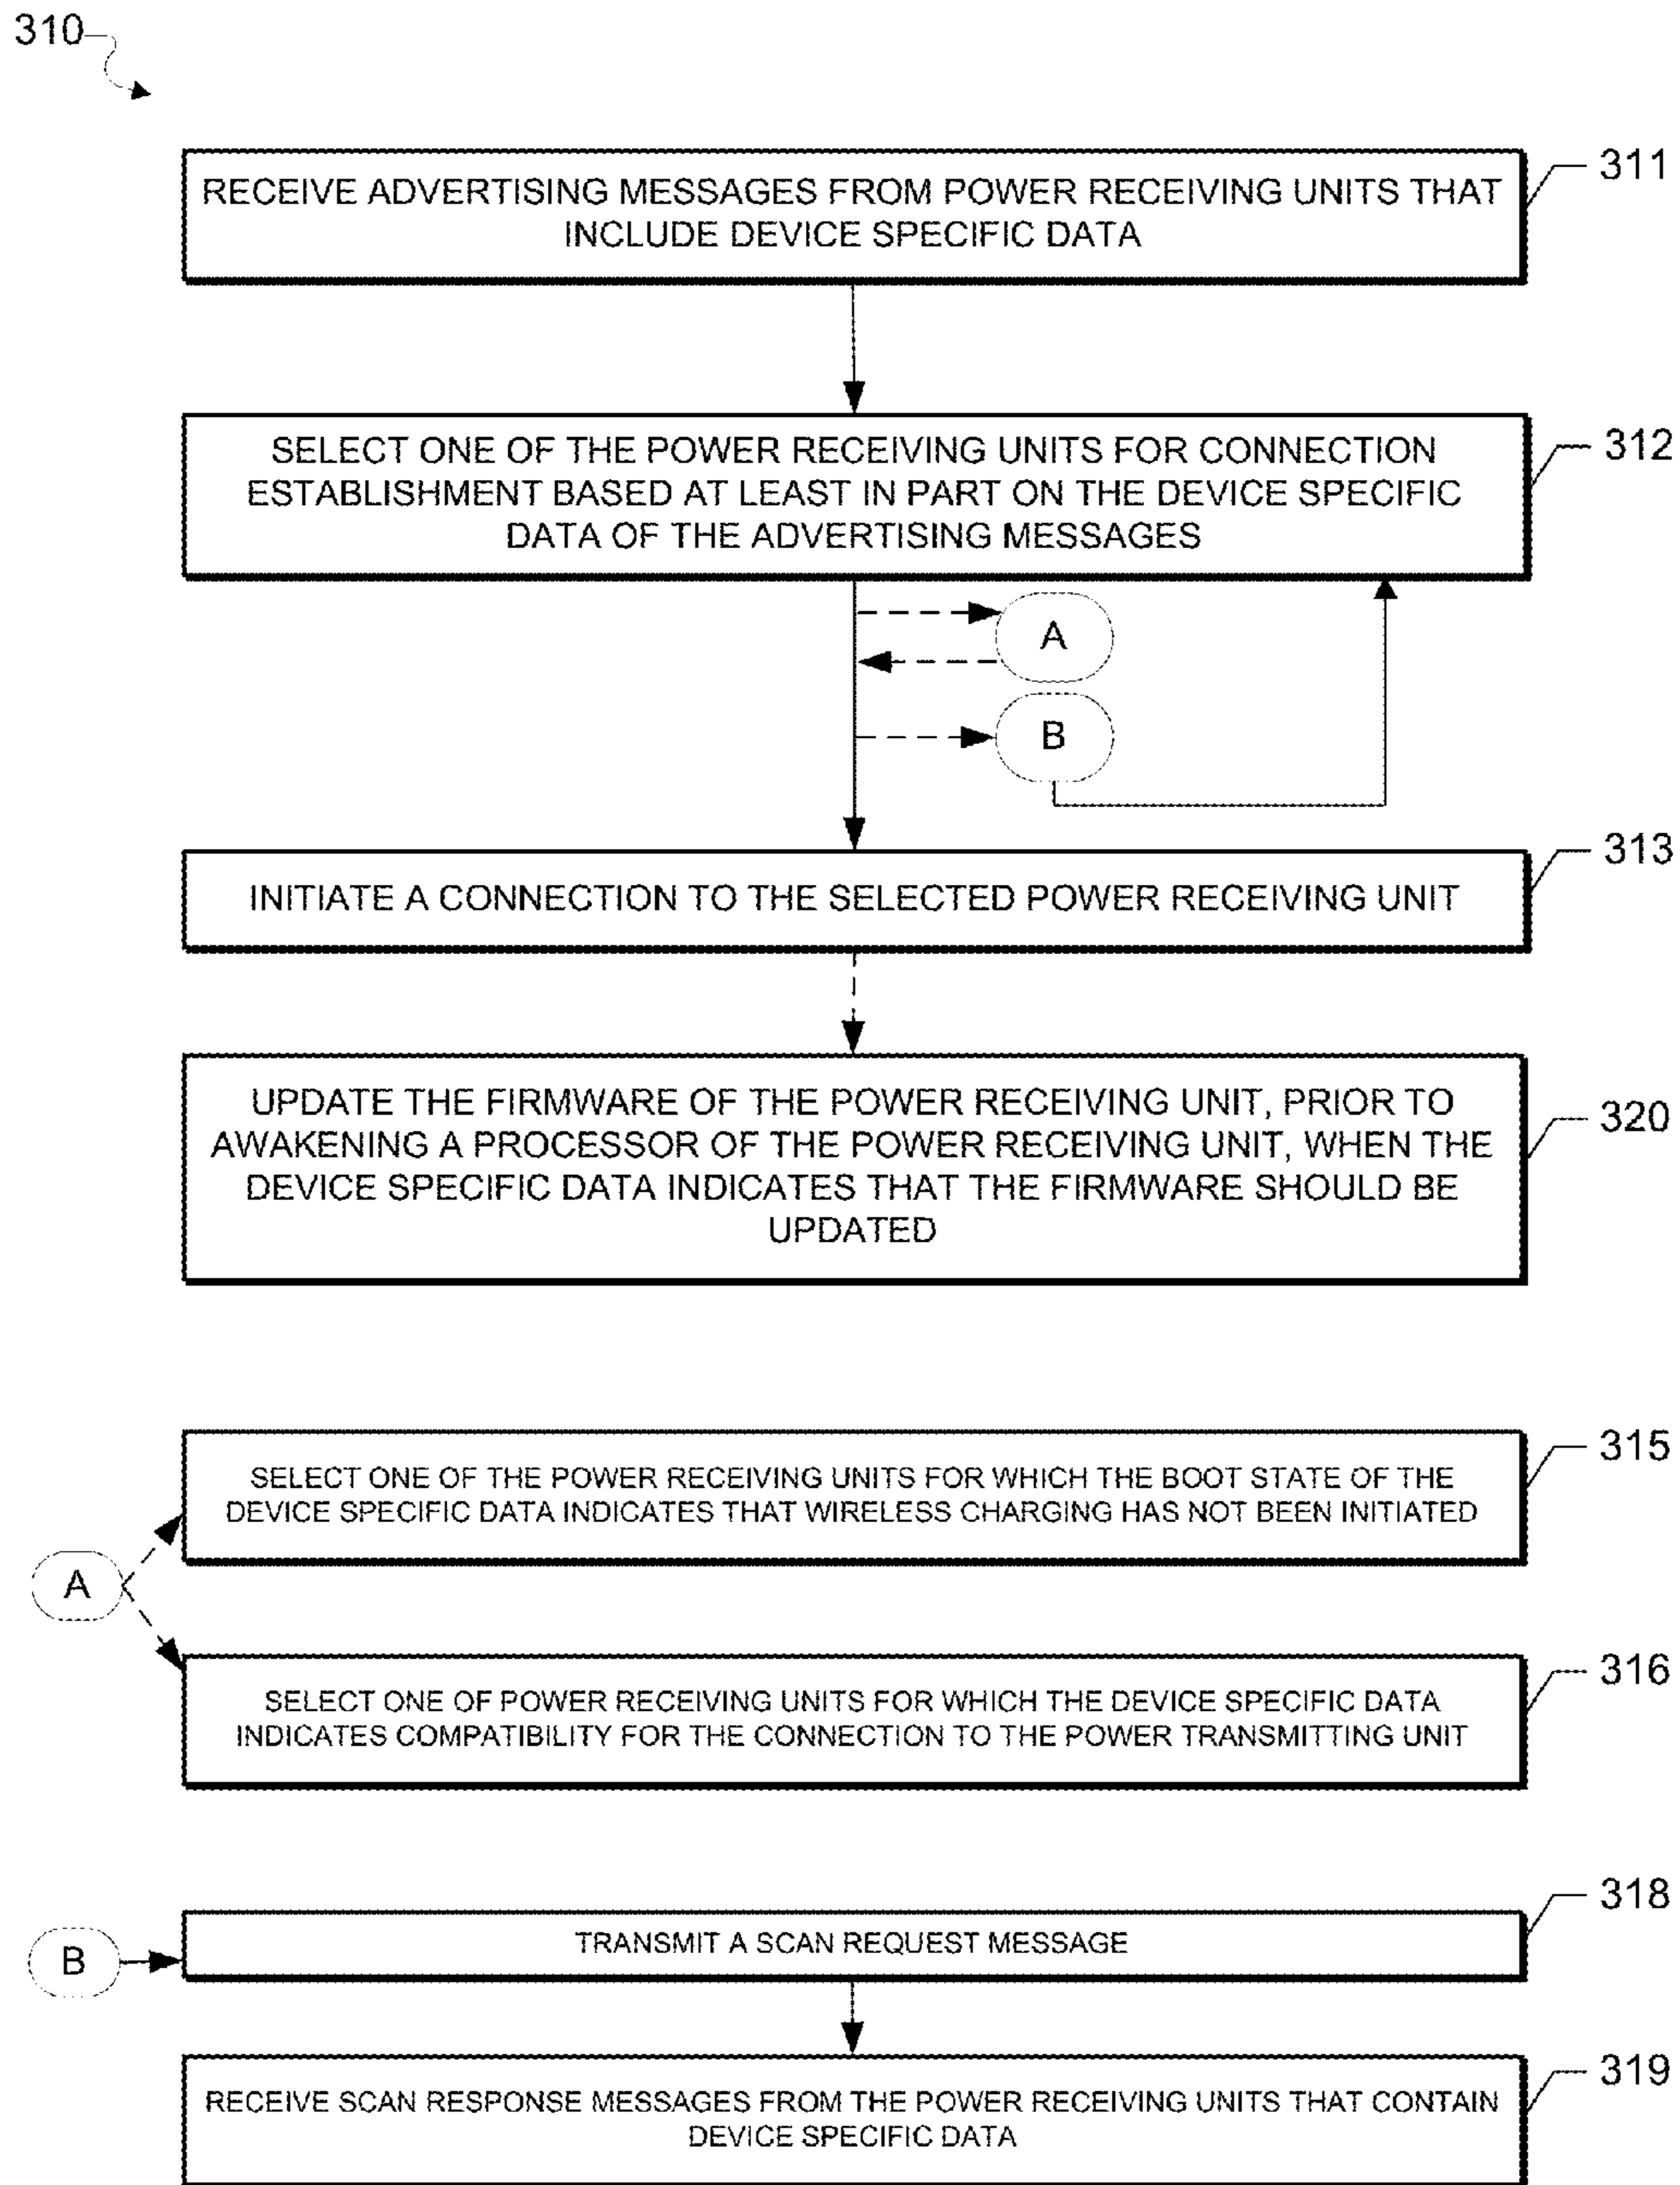 310
RECEIVE ADVERTISING MESSAGES FROM POWER RECEIVING UNITS THAT
INCLUDE DEVICE SPECIFIC DATA
311
SELECT ONE OF THE POWER RECEIVING UNITS FOR CONNECTION
ESTABLISHMENT BASED AT LEAST IN PART ON THE DEVICE SPECIFIC
DATA OF THE ADVERTISING MESSAGES
312
A
B
INITIATE A CONNECTION TO THE SELECTED POWER RECEIVING UNIT
313
UPDATE THE FIRMWARE OF THE POWER RECEIVING UNIT, PRIOR TO
AWAKENING A PROCESSOR OF THE POWER RECEIVING UNIT, WHEN THE
DEVICE SPECIFIC DATA INDICATES THAT THE FIRMWARE SHOULD BE
UPDATED
320
A
SELECT ONE OF THE POWER RECEIVING UNITS FOR WHICH THE BOOT STATE OF THE
DEVICE SPECIFIC DATA INDICATES THAT WIRELESS CHARGING HAS NOT BEEN INITIATED
315
SELECT ONE OF POWER RECEIVING UNITS FOR WHICH THE DEVICE SPECIFIC DATA
INDICATES COMPATIBILITY FOR THE CONNECTION TO THE POWER TRANSMITTING UNIT
316
B
TRANSMIT A SCAN REQUEST MESSAGE
318
RECEIVE SCAN RESPONSE MESSAGES FROM THE POWER RECEIVING UNITS THAT CONTAIN
DEVICE SPECIFIC DATA
319